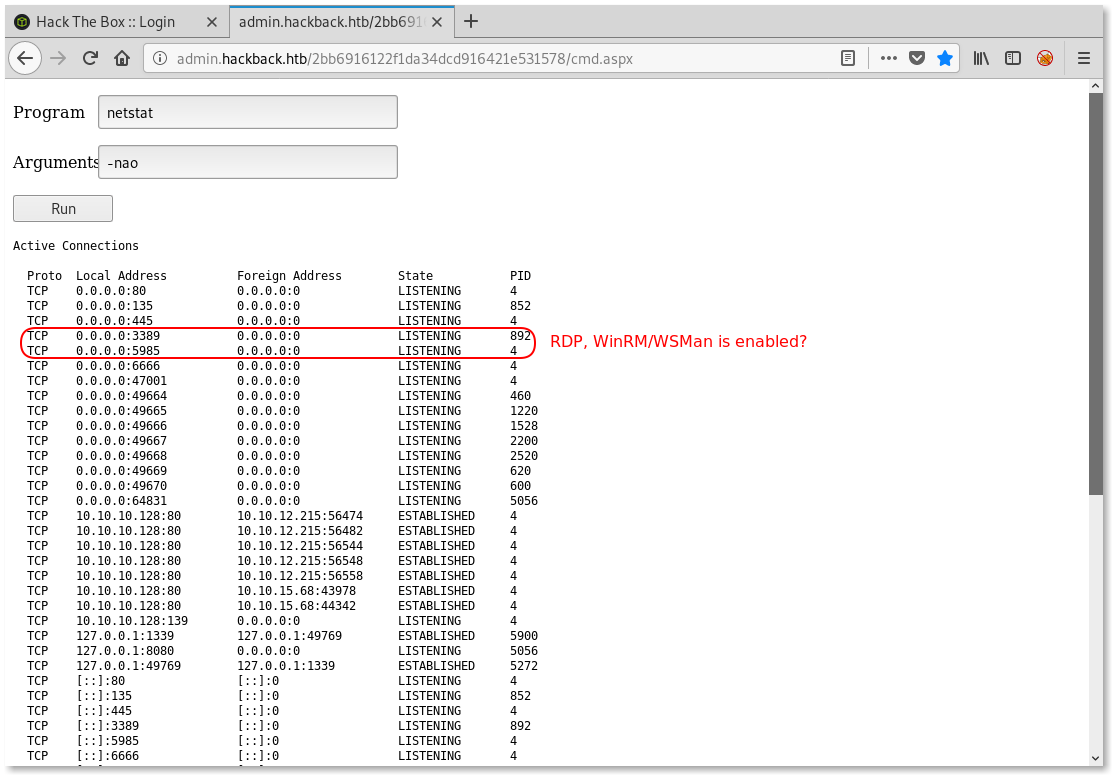 Hack The Box :: Login
admin.hackback.htb/2bb691
admin.hackback.htb/2bb6916122f1da34dcd916421e531578/cmd.aspx
Program netstat
Arguments -nao
Run
Active Connections
Proto Local Address Foreign Address State PID
TCP 0.0.0.0:80 0.0.0.0:0 LISTENING 4
TCP 0.0.0.0:135 0.0.0.0:0 LISTENING 852
TCP 0.0.0.0:445 0.0.0.0:0 LISTENING 4
TCP 0.0.0.0:3389 0.0.0.0:0 LISTENING 892
RDP, WinRM/WSMan is enabled?
TCP 0.0.0.0:5985 0.0.0.0:0 LISTENING 4
TCP 0.0.0.0:6666 0.0.0.0:0 LISTENING 4
TCP 0.0.0.0:47001 0.0.0.0:0 LISTENING 4
TCP 0.0.0.0:49664 0.0.0.0:0 LISTENING 460
TCP 0.0.0.0:49665 0.0.0.0:0 LISTENING 1220
TCP 0.0.0.0:49666 0.0.0.0:0 LISTENING 1528
TCP 0.0.0.0:49667 0.0.0.0:0 LISTENING 2200
TCP 0.0.0.0:49668 0.0.0.0:0 LISTENING 2520
TCP 0.0.0.0:49669 0.0.0.0:0 LISTENING 620
TCP 0.0.0.0:49670 0.0.0.0:0 LISTENING 600
TCP 0.0.0.0:64831 0.0.0.0:0 LISTENING 5056
TCP 10.10.10.128:80 10.10.12.215:56474 ESTABLISHED 4
TCP 10.10.10.128:80 10.10.12.215:56482 ESTABLISHED 4
TCP 10.10.10.128:80 10.10.12.215:56544 ESTABLISHED 4
TCP 10.10.10.128:80 10.10.12.215:56548 ESTABLISHED 4
TCP 10.10.10.128:80 10.10.12.215:56558 ESTABLISHED 4
TCP 10.10.10.128:80 10.10.15.68:43978 ESTABLISHED 4
TCP 10.10.10.128:80 10.10.15.68:44342 ESTABLISHED 4
TCP 10.10.10.128:139 0.0.0.0:0 LISTENING 4
TCP 127.0.0.1:1339 127.0.0.1:49769 ESTABLISHED 5900
TCP 127.0.0.1:8080 0.0.0.0:0 LISTENING 5056
TCP 127.0.0.1:49769 127.0.0.1:1339 ESTABLISHED 5272
TCP [::]:80 [::]:0 LISTENING 4
TCP [::]:135 [::]:0 LISTENING 852
TCP [::]:445 [::]:0 LISTENING 4
TCP [::]:3389 [::]:0 LISTENING 892
TCP [::]:5985 [::]:0 LISTENING 4
TCP [::]:6666 [::]:0 LISTENING 4